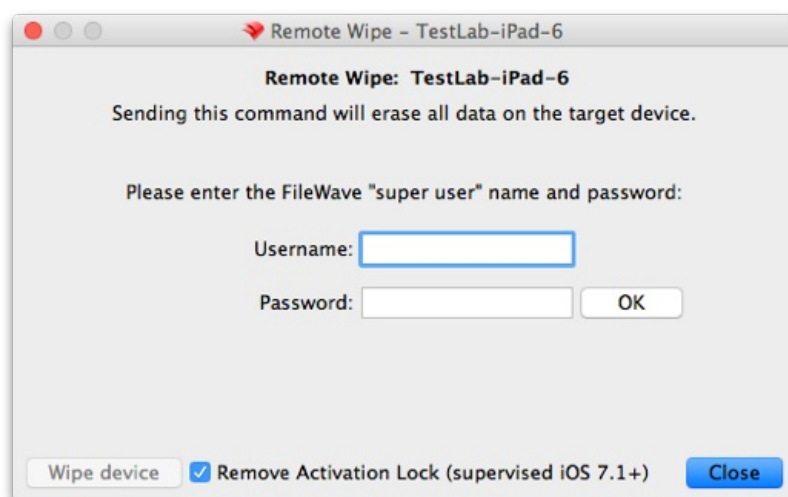 Remote Wipe – TestLab-iPad-6
Remote Wipe: TestLab-iPad-6
Sending this command will erase all data on the target device.
Please enter the FileWave "super user" name and password:
Username:
Password:
OK
Wipe device
Remove Activation Lock (supervised iOS 7.1+)
Close